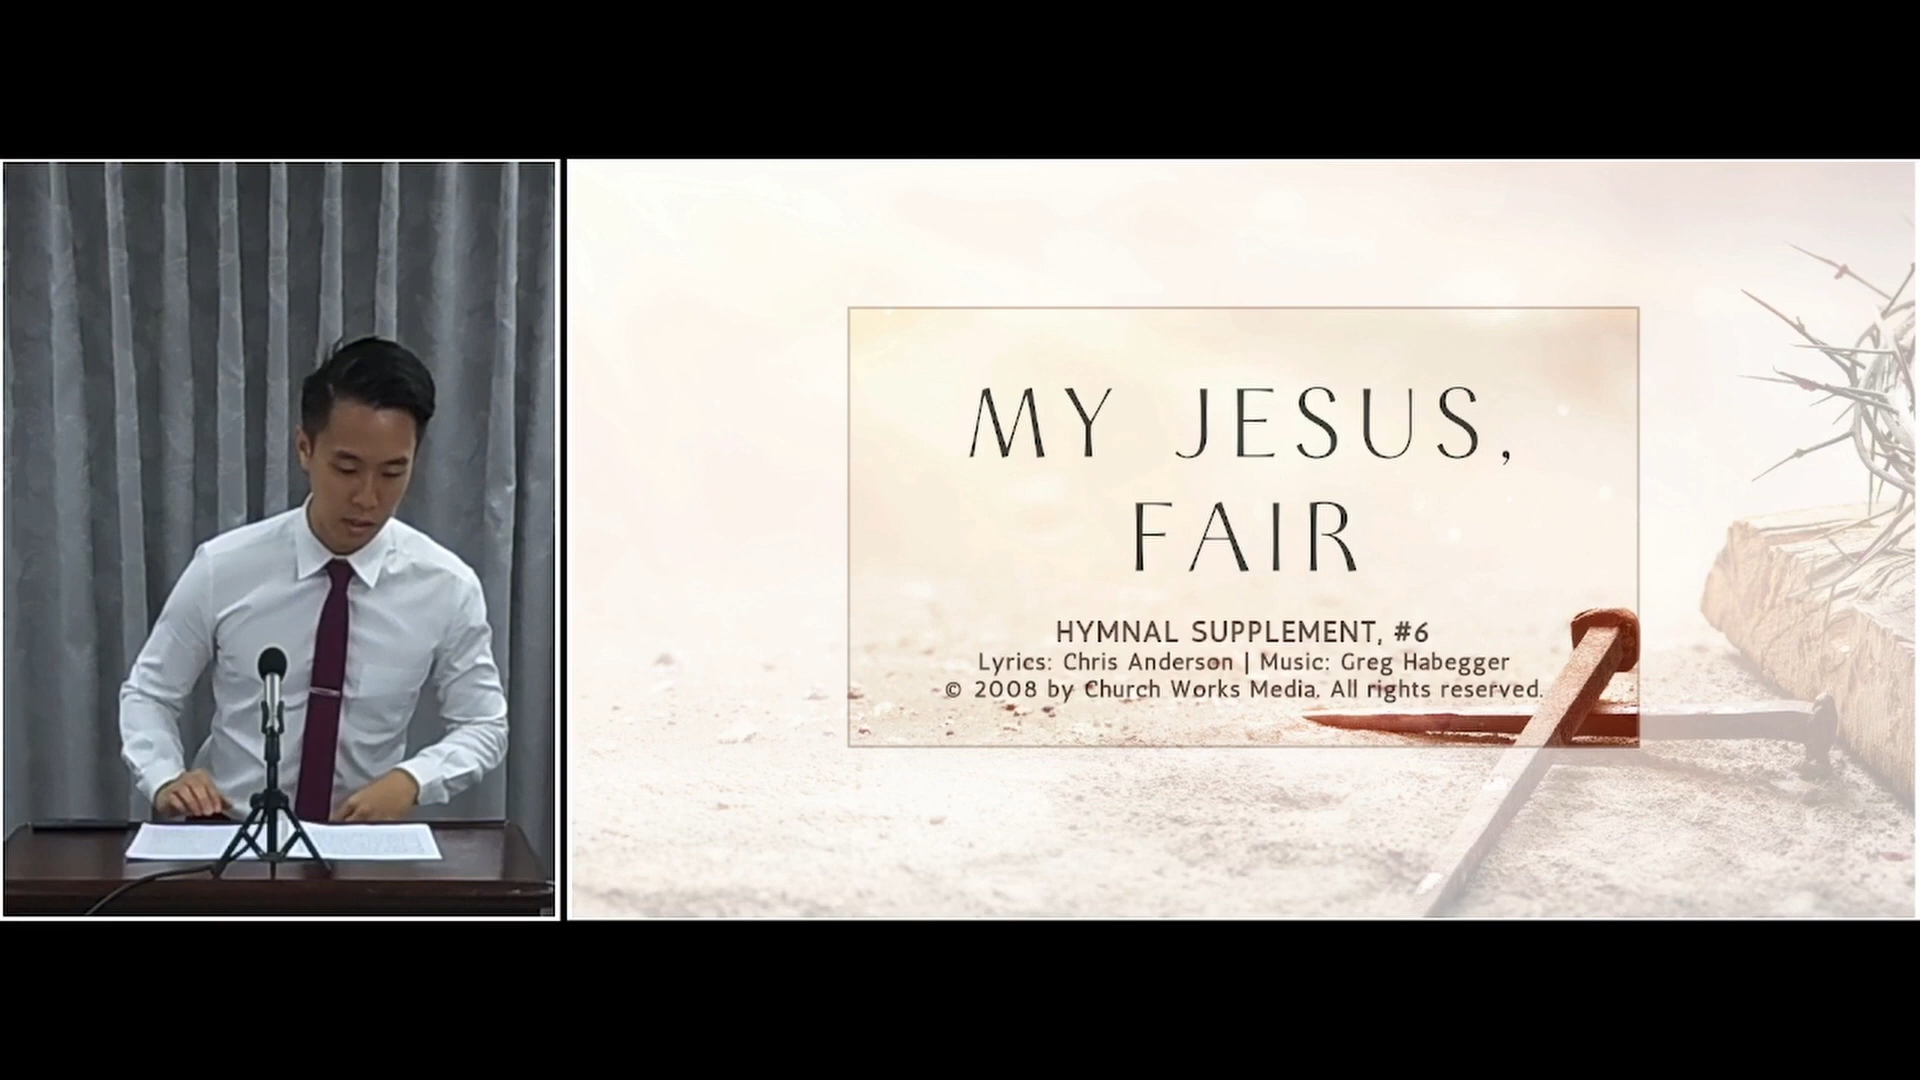 MY JESUS,
FAIR
HYMNAL SUPPLEMENT, #6
Lyrics: Chris Anderson | Music: Greg Habegger
© 2008 by Church Works Media. All rights reserved.